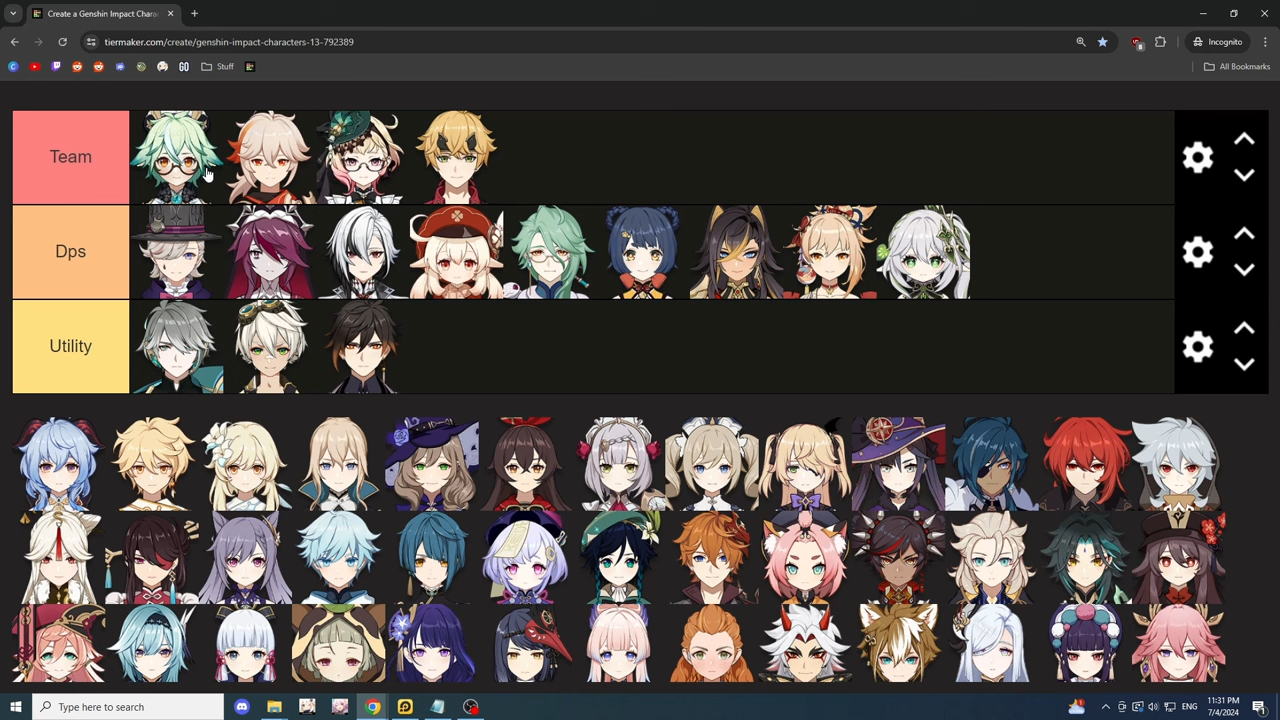 Create a Genshin Impact Chara
tiermaker.com/create/genshin-impact-characters-13-792389
Incognito
GO
Stuff
All Bookmarks
Team
Dps
Utility
Type here to search
ENG
11:31 PM
7/4/2024